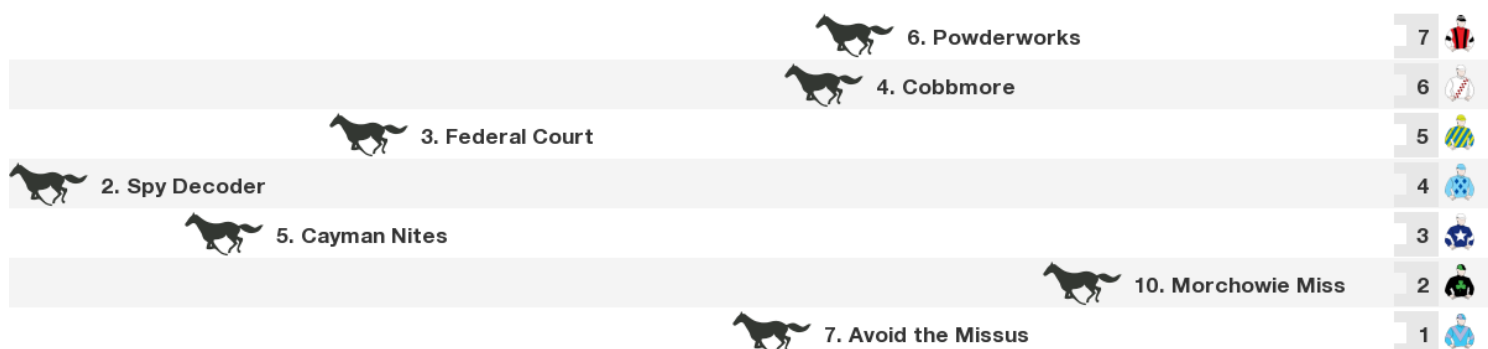 6. Powderworks 7
4. Cobbmore 6
3. Federal Court 5
2. Spy Decoder 4
5. Cayman Nites 3
10. Morchowie Miss 2
7. Avoid the Missus 1